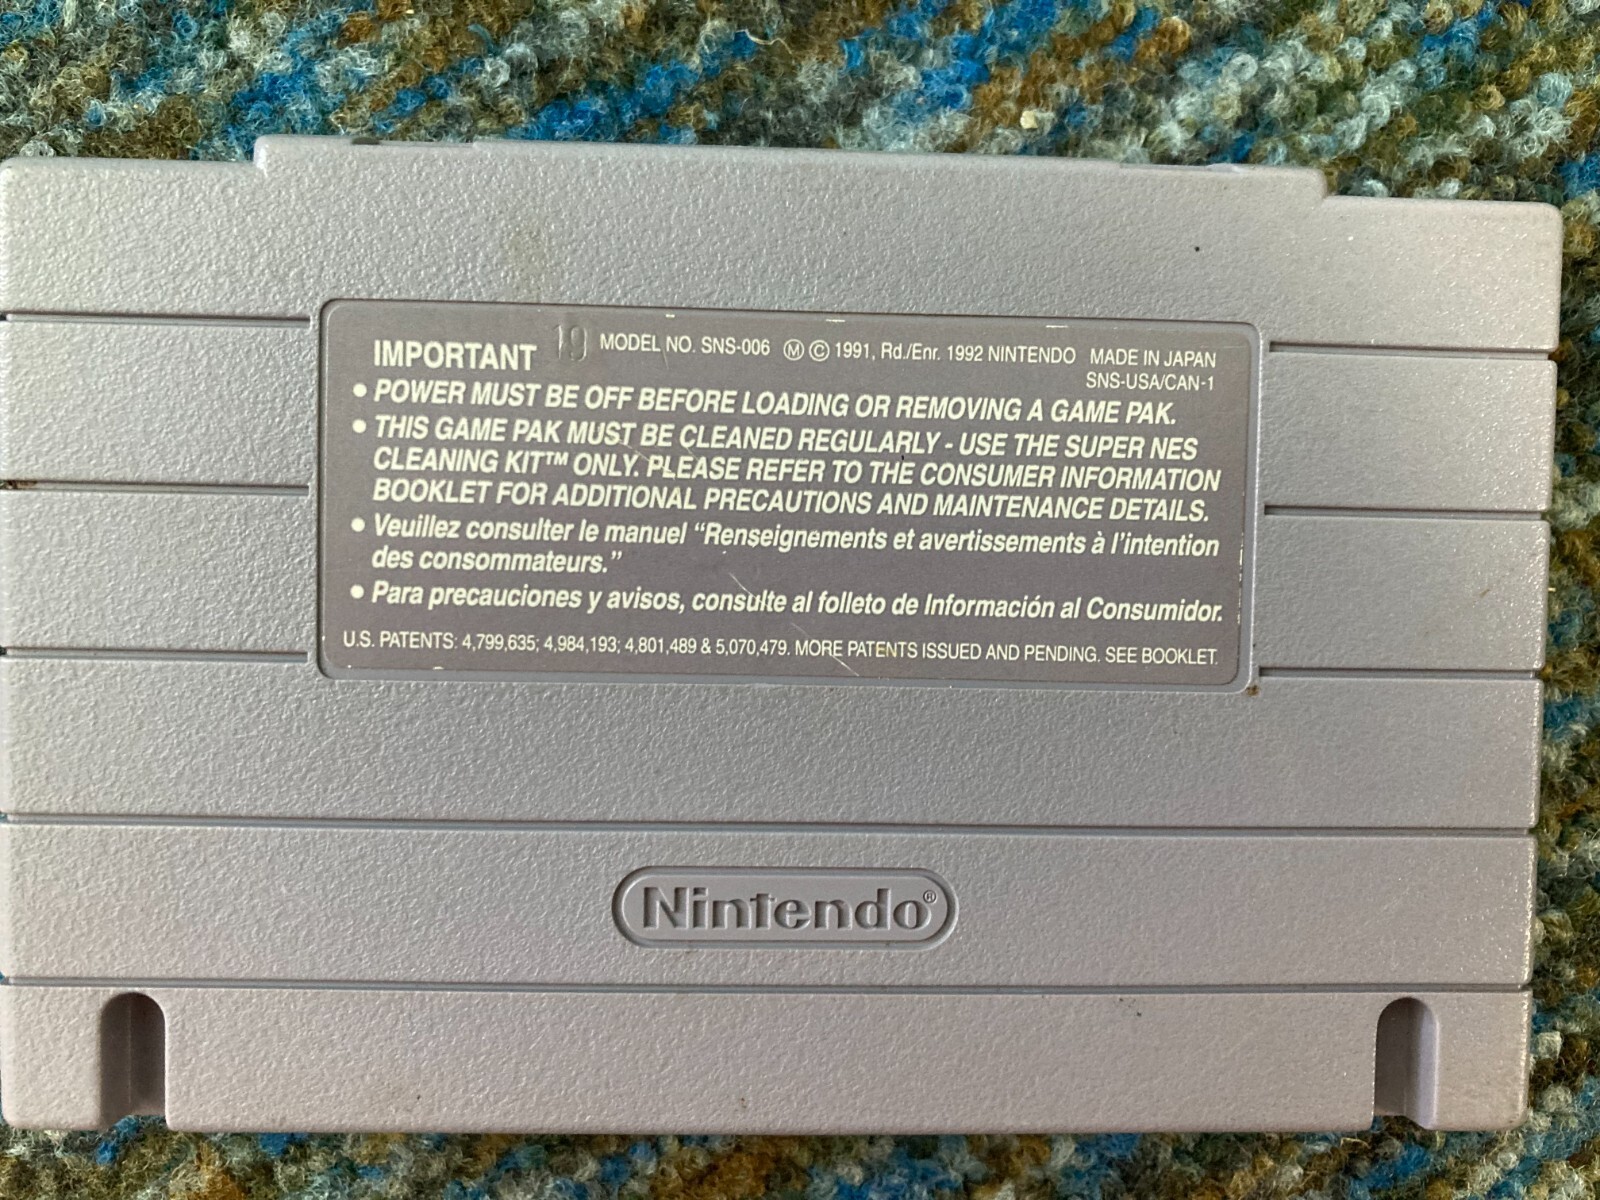 IMPORTANT 19 MODEL NO. SNS-006 Ⓜ © 1991, Rd./Enr. 1992 NINTENDO MADE IN JAPAN
SNS-USA/CAN-1
• POWER MUST BE OFF BEFORE LOADING OR REMOVING A GAME PAK.
• THIS GAME PAK MUST BE CLEANED REGULARLY - USE THE SUPER NES
CLEANING KIT™ ONLY. PLEASE REFER TO THE CONSUMER INFORMATION
BOOKLET FOR ADDITIONAL PRECAUTIONS AND MAINTENANCE DETAILS.
• Veuillez consulter le manuel “Renseignements et avertissements à l'intention
des consommateurs.”
• Para precauciones y avisos, consulte al folleto de Información al Consumidor.
U.S. PATENTS: 4,799,635; 4,984,193; 4,801,489 & 5,070,479. MORE PATENTS ISSUED AND PENDING. SEE BOOKLET.
Nintendo®